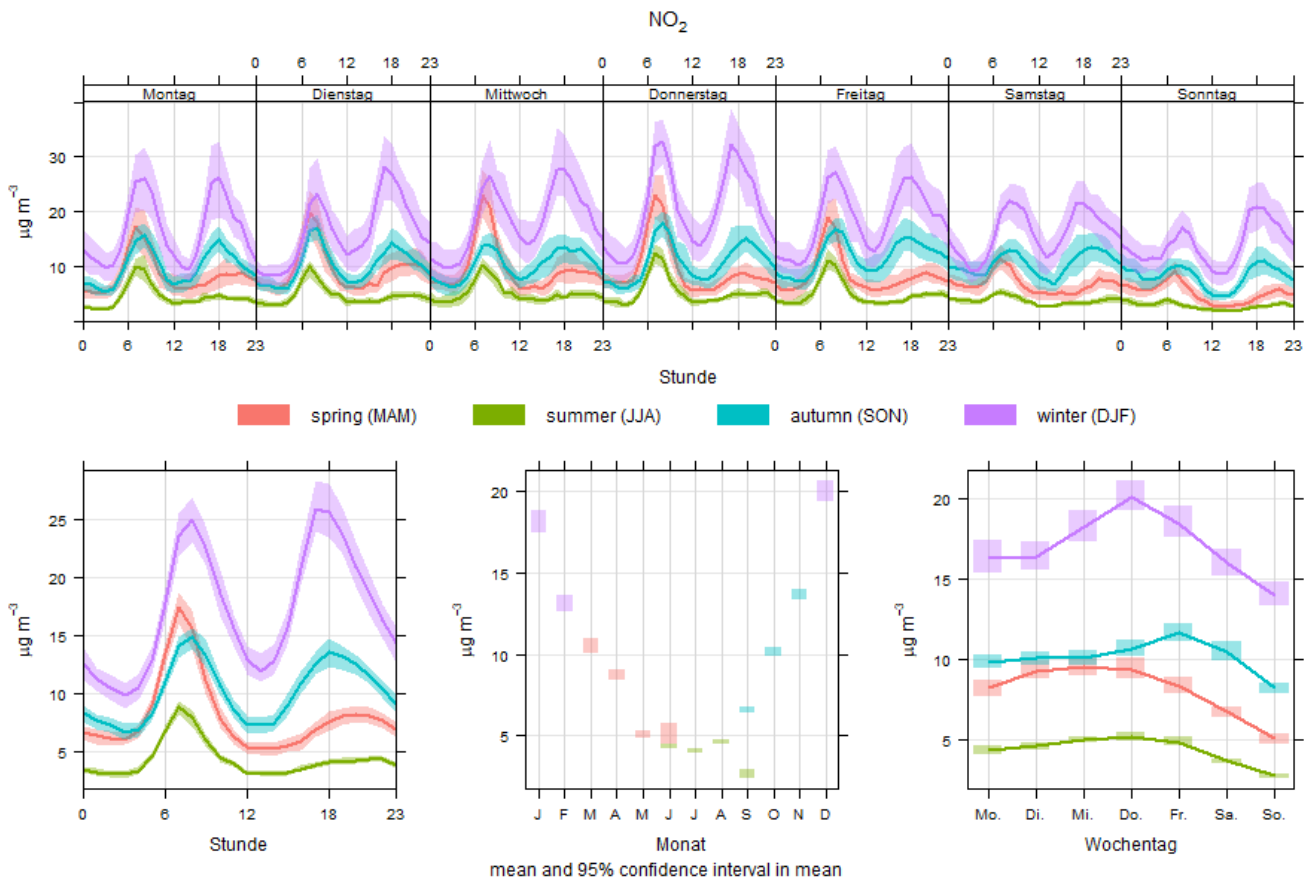 NO2
0 6 12 18 23 0 6 12 18 23 0 6 12 18 23
Montag Dienstag Mittwoch Donnerstag Freitag Samstag Sonntag
30
20
10
µg m−3
0 6 12 18 23 0 6 12 18 23 0 6 12 18 23 0 6 12 18 23
Stunde
spring (MAM) summer (JJA) autumn (SON) winter (DJF)
25
20
15
10
5
µg m−3
0 6 12 18 23
Stunde
20
15
10
5
µg m−3
J F M A M J J A S O N D
Monat
mean and 95% confidence interval in mean
20
15
10
5
µg m−3
Mo. Di. Mi. Do. Fr. Sa. So.
Wochentag